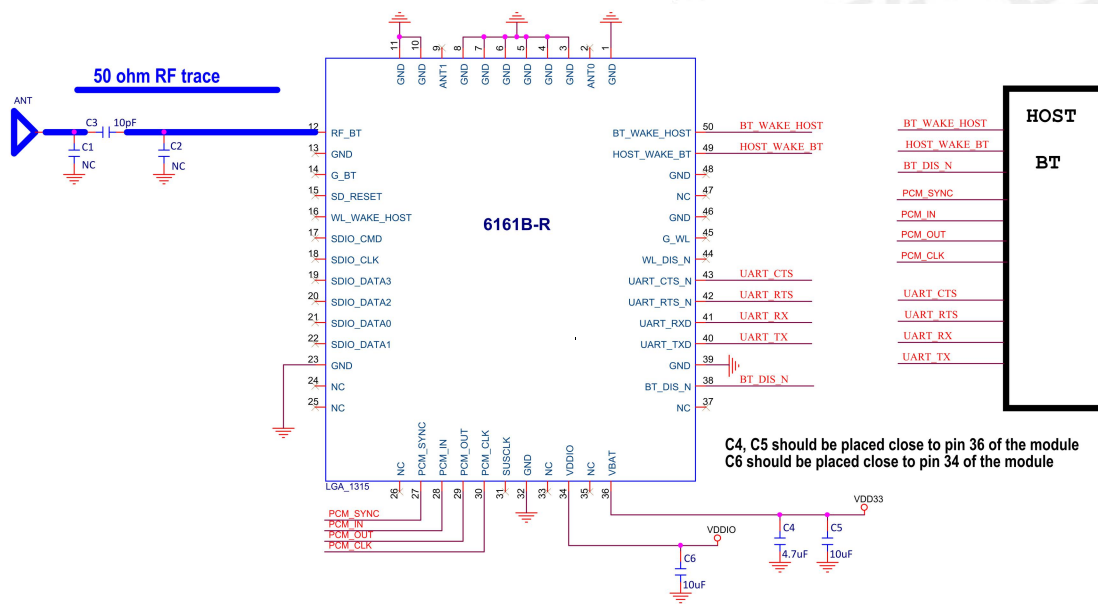 50 ohm RF trace
ANT
C3 10pF
C1
NC
C2
NC
11 10 9 8 7 6 5 4 3 2 1
GND GND ANT1 GND GND GND GND GND GND ANT0 GND
6161B-R
12 RF_BT
13 GND
14 G_BT
15 SD_RESET
16 WL_WAKE_HOST
17 SDIO_CMD
18 SDIO_CLK
19 SDIO_DATA3
20 SDIO_DATA2
21 SDIO_DATA0
22 SDIO_DATA1
23 GND
24 NC
25 NC
BT_WAKE_HOST 50 BT_WAKE_HOST
HOST_WAKE_BT 49 HOST_WAKE_BT
GND 48
NC 47
GND 46
G_WL 45
WL_DIS_N 44
UART_CTS_N 43 UART_CTS
UART_RTS_N 42 UART_RTS
UART_RXD 41 UART_RX
UART_TXD 40 UART_TX
GND 39
BT_DIS_N 38 BT_DIS_N
NC 37
NC PCM_SYNC PCM_IN PCM_OUT PCM_CLK SUSCLK GND NC VDDIO NC VBAT
26 27 28 29 30 31 32 33 34 35 36
LGA_1315
PCM_SYNC
PCM_IN
PCM_OUT
PCM_CLK
HOST
BT
BT_WAKE_HOST
HOST_WAKE_BT
BT_DIS_N
PCM_SYNC
PCM_IN
PCM_OUT
PCM_CLK
UART_CTS
UART_RTS
UART_RX
UART_TX
C4, C5 should be placed close to pin 36 of the module
C6 should be placed close to pin 34 of the module
VDD33
C4
4.7uF
C5
10uF
VDDIO
C6
10uF